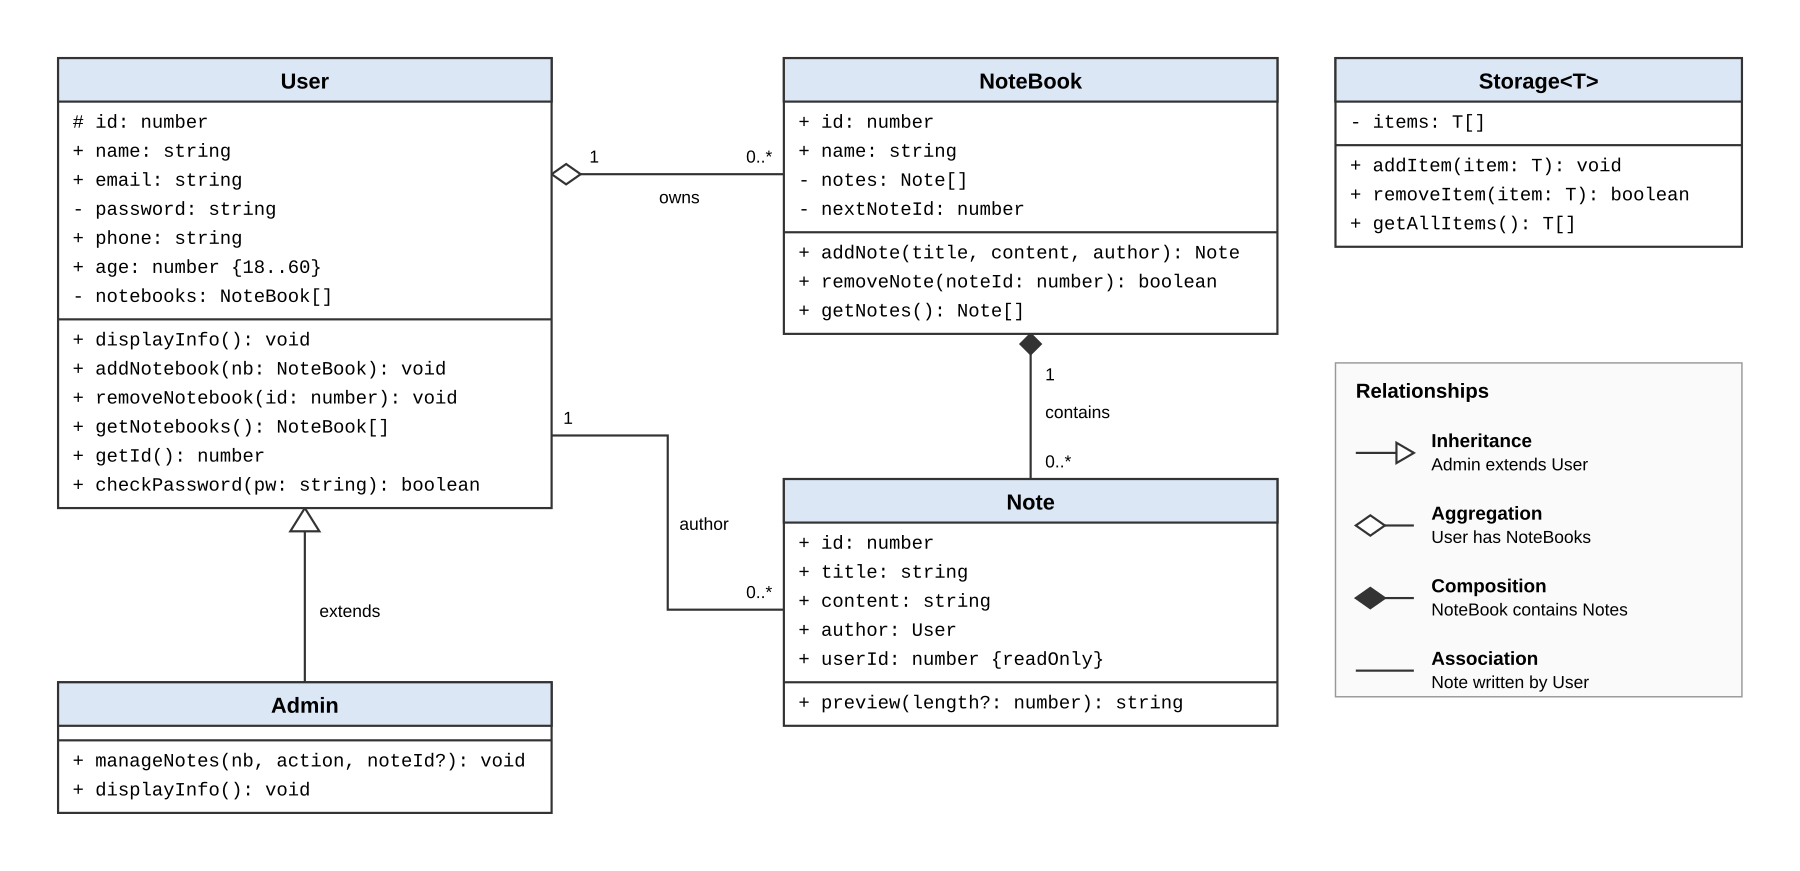 User
# id: number
+ name: string
+ email: string
- password: string
+ phone: string
+ age: number {18..60}
- notebooks: NoteBook[]
+ displayInfo(): void
+ addNotebook(nb: NoteBook): void
+ removeNotebook(id: number): void
+ getNotebooks(): NoteBook[]
+ getId(): number
+ checkPassword(pw: string): boolean
1
0..*
owns
NoteBook
+ id: number
+ name: string
- notes: Note[]
- nextNoteId: number
+ addNote(title, content, author): Note
+ removeNote(noteId: number): boolean
+ getNotes(): Note[]
Storage<T>
- items: T[]
+ addItem(item: T): void
+ removeItem(item: T): boolean
+ getAllItems(): T[]
1
contains
0..*
1
author
0..*
Note
+ id: number
+ title: string
+ content: string
+ author: User
+ userId: number {readOnly}
+ preview(length?: number): string
extends
Admin
+ manageNotes(nb, action, noteId?): void
+ displayInfo(): void
Relationships
Inheritance
Admin extends User
Aggregation
User has NoteBooks
Composition
NoteBook contains Notes
Association
Note written by User